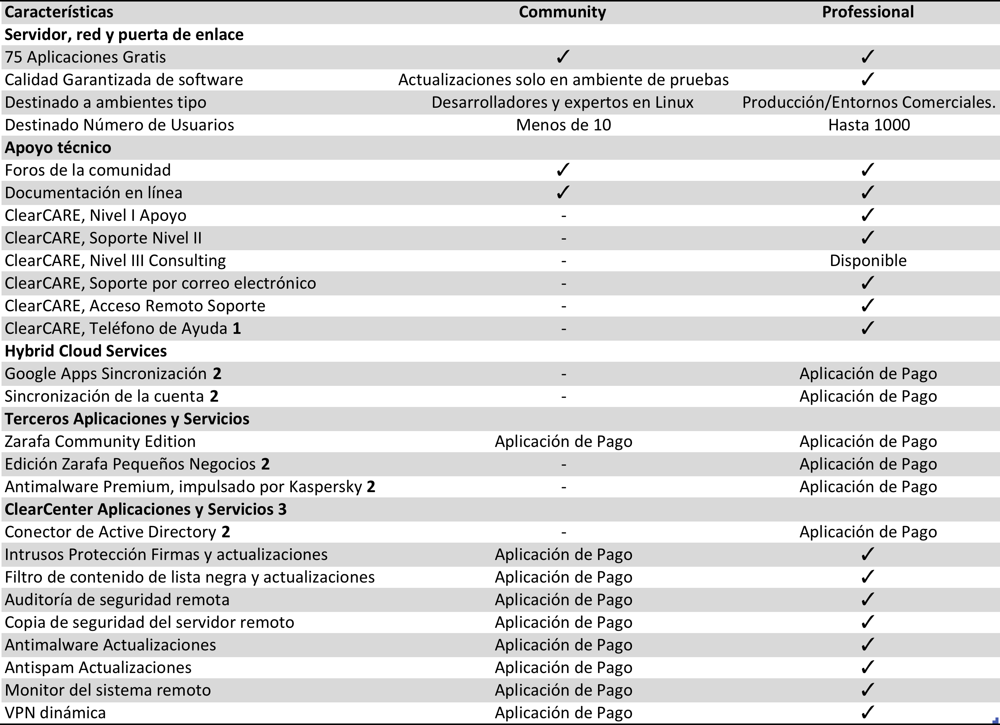 Características Community Professional
Servidor, red y puerta de enlace
75 Aplicaciones Gratis ✓ ✓
Calidad Garantizada de software Actualizaciones solo en ambiente de pruebas ✓
Destinado a ambientes tipo Desarrolladores y expertos en Linux Producción/Entornos Comerciales.
Destinado Número de Usuarios Menos de 10 Hasta 1000
Apoyo técnico
Foros de la comunidad ✓ ✓
Documentación en línea ✓ ✓
ClearCARE, Nivel I Apoyo - ✓
ClearCARE, Soporte Nivel II - ✓
ClearCARE, Nivel III Consulting - Disponible
ClearCARE, Soporte por correo electrónico - ✓
ClearCARE, Acceso Remoto Soporte - ✓
ClearCARE, Teléfono de Ayuda 1 - ✓
Hybrid Cloud Services
Google Apps Sincronización 2 - Aplicación de Pago
Sincronización de la cuenta 2 - Aplicación de Pago
Terceros Aplicaciones y Servicios
Zarafa Community Edition Aplicación de Pago Aplicación de Pago
Edición Zarafa Pequeños Negocios 2 - Aplicación de Pago
Antimalware Premium, impulsado por Kaspersky 2 - Aplicación de Pago
ClearCenter Aplicaciones y Servicios 3
Conector de Active Directory 2 - Aplicación de Pago
Intrusos Protección Firmas y actualizaciones Aplicación de Pago ✓
Filtro de contenido de lista negra y actualizaciones Aplicación de Pago ✓
Auditoría de seguridad remota Aplicación de Pago ✓
Copia de seguridad del servidor remoto Aplicación de Pago ✓
Antimalware Actualizaciones Aplicación de Pago ✓
Antispam Actualizaciones Aplicación de Pago ✓
Monitor del sistema remoto Aplicación de Pago ✓
VPN dinámica Aplicación de Pago ✓